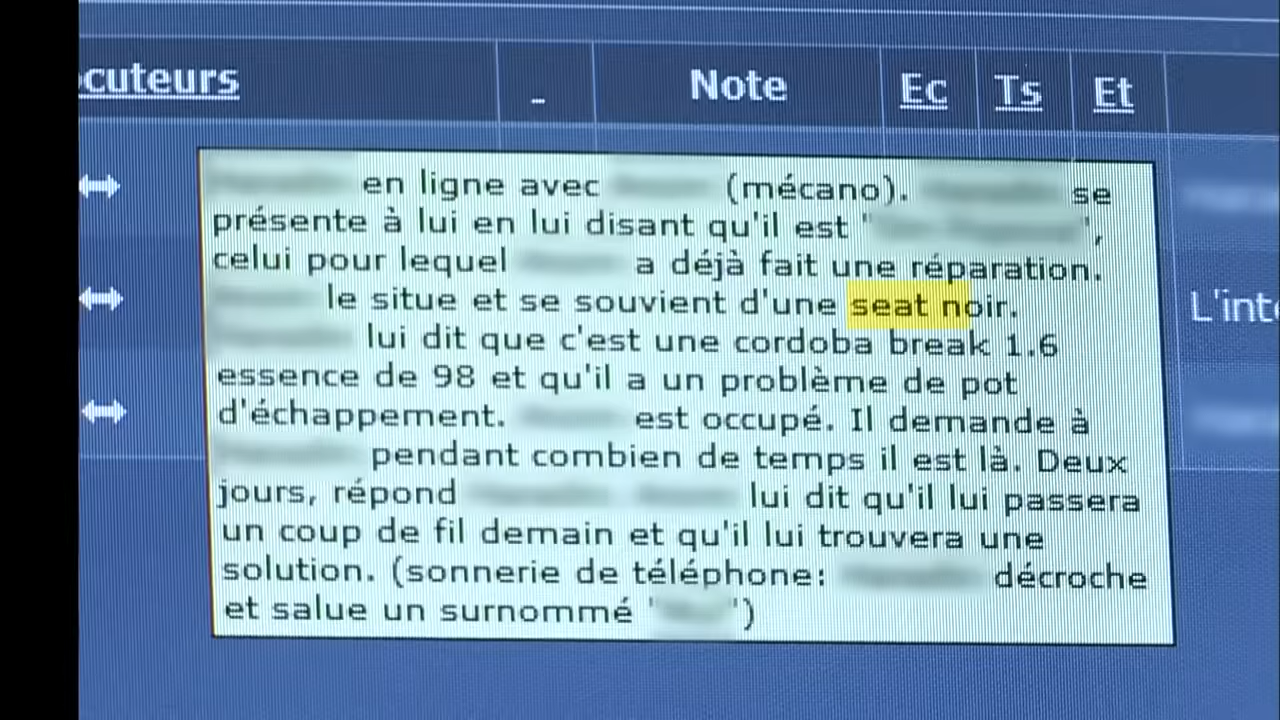 cuteurs - Note Ec Ts Et
en ligne avec (mécano). se
présente à lui en lui disant qu'il est " ",
celui pour lequel a déjà fait une réparation.
le situe et se souvient d'une seat noir.
lui dit que c'est une cordoba break 1.6
essence de 98 et qu'il a un problème de pot
d'échappement. est occupé. Il demande à
pendant combien de temps il est là. Deux
jours, répond lui dit qu'il lui passera
un coup de fil demain et qu'il lui trouvera une
solution. (sonnerie de téléphone: décroche
et salue un surnommé ' ')
L'int